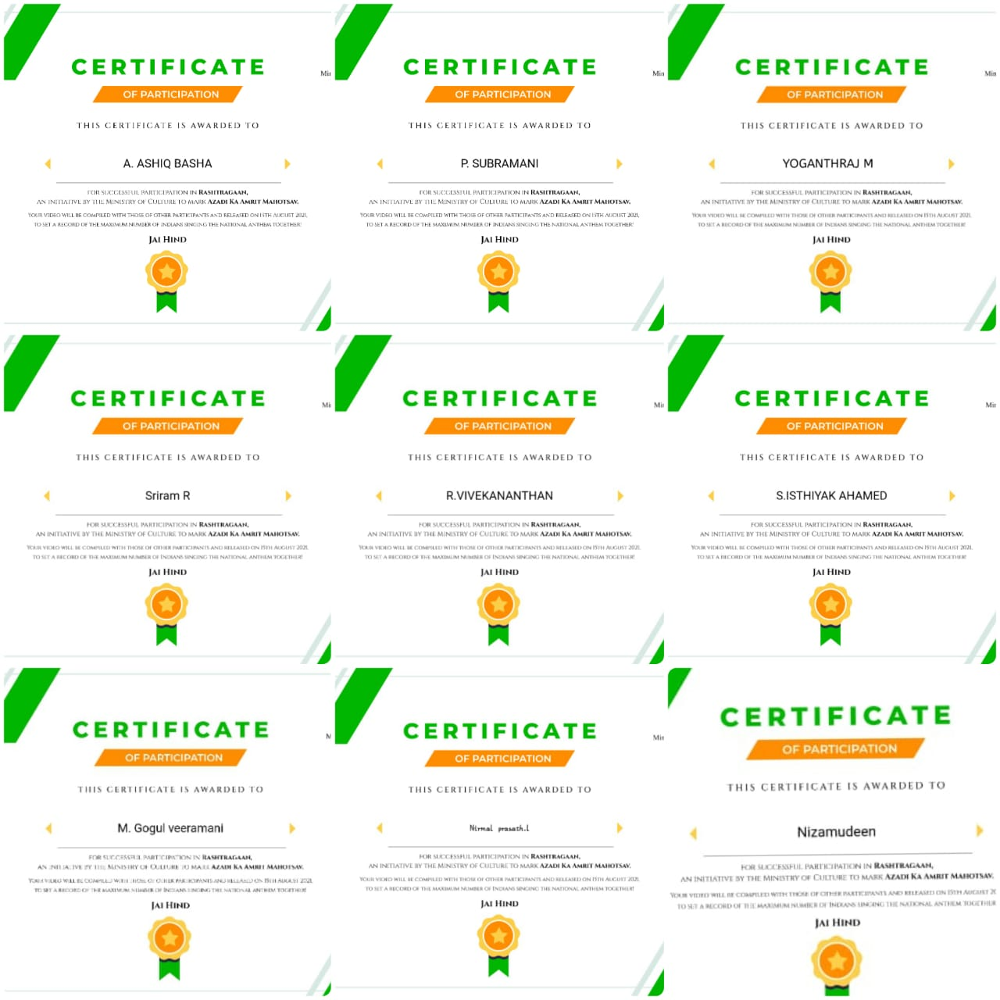 CERTIFICATE
OF PARTICIPATION
THIS CERTIFICATE IS AWARDED TO
A. ASHIQ BASHA
FOR SUCCESSFUL PARTICIPATION IN RASHTRAGAAN,
AN INITIATIVE BY THE MINISTRY OF CULTURE TO MARK AZADI KA AMRIT MAHOTSAV.
YOUR VIDEO WILL BE COMPILED WITH THOSE OF OTHER PARTICIPANTS AND RELEASED ON 15TH AUGUST 2021,
TO SET A RECORD OF THE MAXIMUM NUMBER OF INDIANS SINGING THE NATIONAL ANTHEM TOGETHER!
JAI HIND
Min
CERTIFICATE
OF PARTICIPATION
THIS CERTIFICATE IS AWARDED TO
P. SUBRAMANI
FOR SUCCESSFUL PARTICIPATION IN RASHTRAGAAN,
AN INITIATIVE BY THE MINISTRY OF CULTURE TO MARK AZADI KA AMRIT MAHOTSAV.
YOUR VIDEO WILL BE COMPILED WITH THOSE OF OTHER PARTICIPANTS AND RELEASED ON 15TH AUGUST 2021,
TO SET A RECORD OF THE MAXIMUM NUMBER OF INDIANS SINGING THE NATIONAL ANTHEM TOGETHER!
JAI HIND
Min
CERTIFICATE
OF PARTICIPATION
THIS CERTIFICATE IS AWARDED TO
YOGANTHRAJ M
FOR SUCCESSFUL PARTICIPATION IN RASHTRAGAAN,
AN INITIATIVE BY THE MINISTRY OF CULTURE TO MARK AZADI KA AMRIT MAHOTSAV.
YOUR VIDEO WILL BE COMPILED WITH THOSE OF OTHER PARTICIPANTS AND RELEASED ON 15TH AUGUST 2021,
TO SET A RECORD OF THE MAXIMUM NUMBER OF INDIANS SINGING THE NATIONAL ANTHEM TOGETHER!
JAI HIND
Min
CERTIFICATE
OF PARTICIPATION
THIS CERTIFICATE IS AWARDED TO
Sriram R
FOR SUCCESSFUL PARTICIPATION IN RASHTRAGAAN,
AN INITIATIVE BY THE MINISTRY OF CULTURE TO MARK AZADI KA AMRIT MAHOTSAV.
YOUR VIDEO WILL BE COMPILED WITH THOSE OF OTHER PARTICIPANTS AND RELEASED ON 15TH AUGUST 2021,
TO SET A RECORD OF THE MAXIMUM NUMBER OF INDIANS SINGING THE NATIONAL ANTHEM TOGETHER!
JAI HIND
Mi
CERTIFICATE
OF PARTICIPATION
THIS CERTIFICATE IS AWARDED TO
R.VIVEKANANTHAN
FOR SUCCESSFUL PARTICIPATION IN RASHTRAGAAN,
AN INITIATIVE BY THE MINISTRY OF CULTURE TO MARK AZADI KA AMRIT MAHOTSAV.
YOUR VIDEO WILL BE COMPILED WITH THOSE OF OTHER PARTICIPANTS AND RELEASED ON 15TH AUGUST 2021,
TO SET A RECORD OF THE MAXIMUM NUMBER OF INDIANS SINGING THE NATIONAL ANTHEM TOGETHER!
JAI HIND
Min
CERTIFICATE
OF PARTICIPATION
THIS CERTIFICATE IS AWARDED TO
S.ISTHIYAK AHAMED
FOR SUCCESSFUL PARTICIPATION IN RASHTRAGAAN,
AN INITIATIVE BY THE MINISTRY OF CULTURE TO MARK AZADI KA AMRIT MAHOTSAV.
YOUR VIDEO WILL BE COMPILED WITH THOSE OF OTHER PARTICIPANTS AND RELEASED ON 15TH AUGUST 2021,
TO SET A RECORD OF THE MAXIMUM NUMBER OF INDIANS SINGING THE NATIONAL ANTHEM TOGETHER!
JAI HIND
Min
CERTIFICATE
OF PARTICIPATION
THIS CERTIFICATE IS AWARDED TO
M. Gogul veeramani
FOR SUCCESSFUL PARTICIPATION IN RASHTRAGAAN,
AN INITIATIVE BY THE MINISTRY OF CULTURE TO MARK AZADI KA AMRIT MAHOTSAV.
YOUR VIDEO WILL BE COMPILED WITH THOSE OF OTHER PARTICIPANTS AND RELEASED ON 15TH AUGUST 2021,
TO SET A RECORD OF THE MAXIMUM NUMBER OF INDIANS SINGING THE NATIONAL ANTHEM TOGETHER!
JAI HIND
M
CERTIFICATE
OF PARTICIPATION
THIS CERTIFICATE IS AWARDED TO
Nirmal prasath.l
FOR SUCCESSFUL PARTICIPATION IN RASHTRAGAAN,
AN INITIATIVE BY THE MINISTRY OF CULTURE TO MARK AZADI KA AMRIT MAHOTSAV.
YOUR VIDEO WILL BE COMPILED WITH THOSE OF OTHER PARTICIPANTS AND RELEASED ON 15TH AUGUST 2021,
TO SET A RECORD OF THE MAXIMUM NUMBER OF INDIANS SINGING THE NATIONAL ANTHEM TOGETHER!
JAI HIND
Min
CERTIFICATE
OF PARTICIPATION
THIS CERTIFICATE IS AWARDED TO
Nizamudeen
FOR SUCCESSFUL PARTICIPATION IN RASHTRAGAAN,
AN INITIATIVE BY THE MINISTRY OF CULTURE TO MARK AZADI KA AMRIT MAHOTSAV.
YOUR VIDEO WILL BE COMPILED WITH THOSE OF OTHER PARTICIPANTS AND RELEASED ON 15TH AUGUST 20
TO SET A RECORD OF THE MAXIMUM NUMBER OF INDIANS SINGING THE NATIONAL ANTHEM TOGETHER
JAI HIND